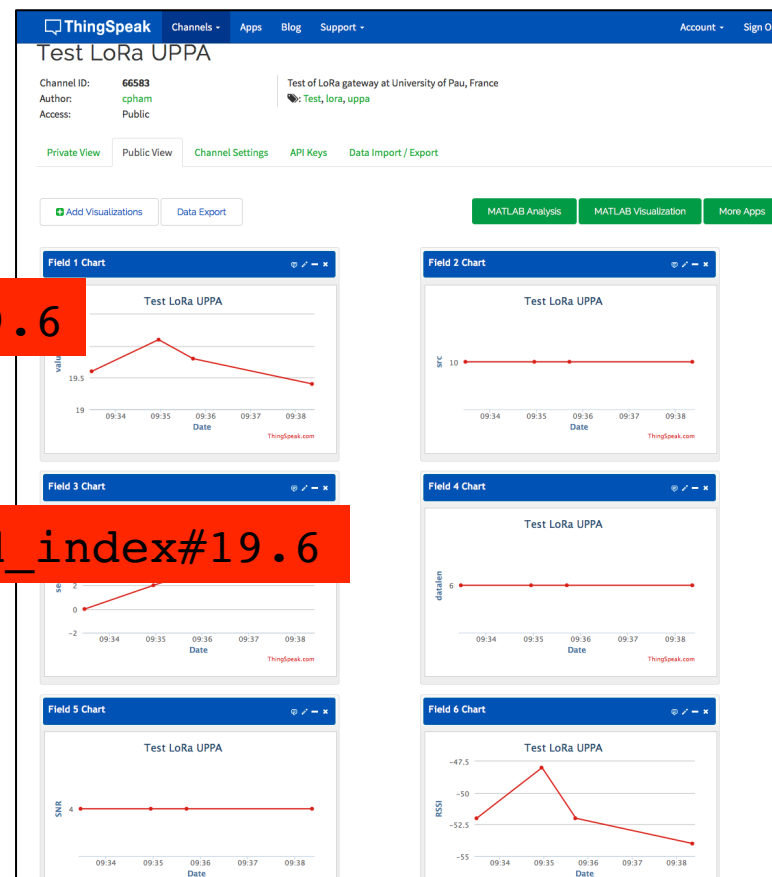 ThingSpeak Channels Apps Blog Support Account Sign O
Test LoRa UPPA
Channel ID: 66583
Author: cpham
Access: Public
Test of LoRa gateway at University of Pau, France
: Test, lora, uppa
Private View Public View Channel Settings API Keys Data Import / Export
Add Visualizations Data Export MATLAB Analysis MATLAB Visualization More Apps
Field 1 Chart
Test LoRa UPPA
9.6
valu
19.5
19
09:34 09:35 09:36 09:37 09:38
Date
ThingSpeak.com
Field 2 Chart
Test LoRa UPPA
src
10
09:34 09:35 09:36 09:37 09:38
Date
ThingSpeak.com
Field 3 Chart
_index#19.6
se
2
0
-2
09:34 09:35 09:36 09:37 09:38
Date
ThingSpeak.com
Field 4 Chart
Test LoRa UPPA
datalen
6
09:34 09:35 09:36 09:37 09:38
Date
ThingSpeak.com
Field 5 Chart
Test LoRa UPPA
SNR
4
09:34 09:35 09:36 09:37 09:38
Date
Field 6 Chart
Test LoRa UPPA
RSSI
-47.5
-50
-52.5
-55
09:34 09:35 09:36 09:37 09:38
Date